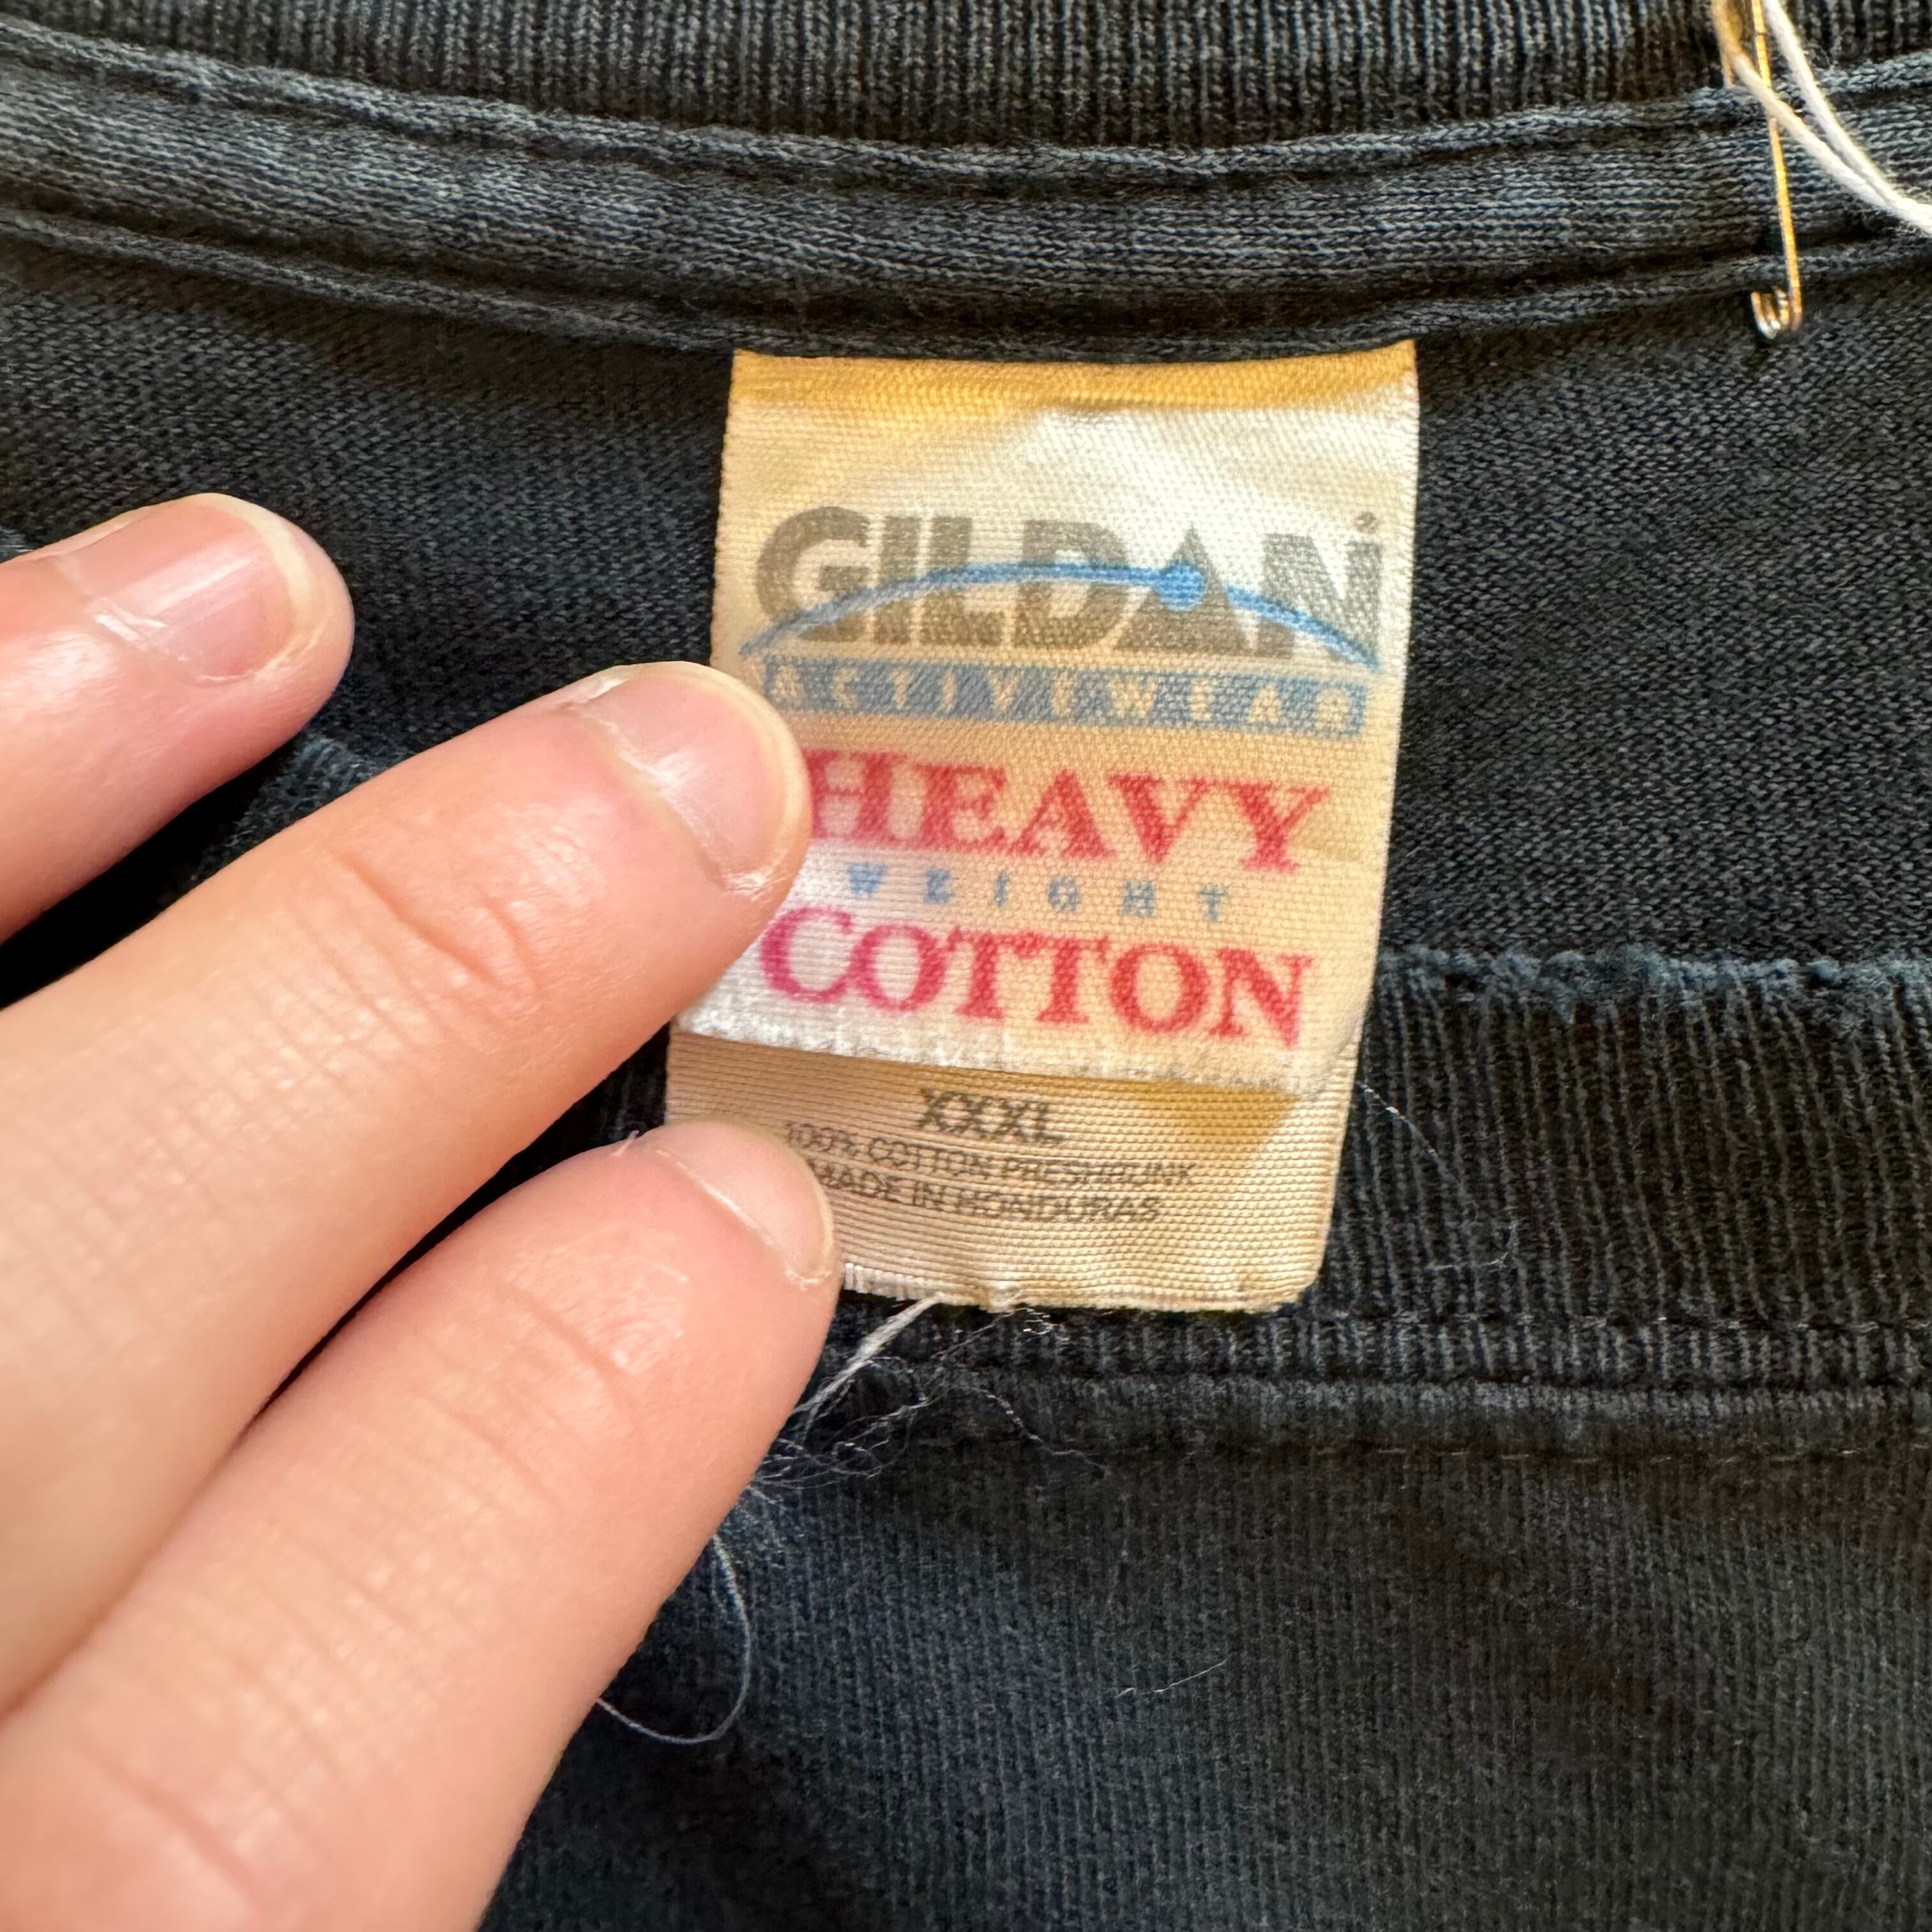 GILDAN®
ACTIVEWEAR
HEAVY
WEIGHT
COTTON
XXXL
100% COTTON PRESHRUNK
MADE IN HONDURAS